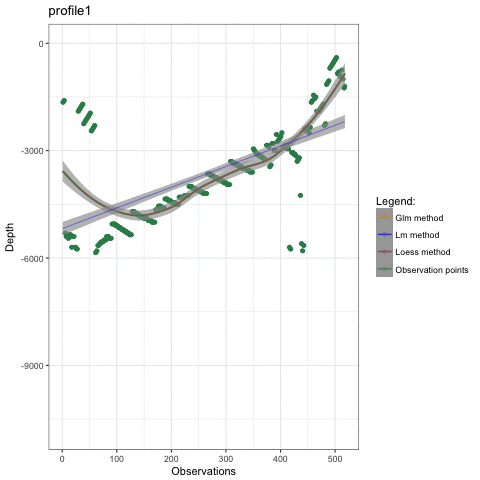 profile1
0
-3000
-6000
-9000
Depth
0 100 200 300 400 500
Observations
Legend:
Glm method
Lm method
Loess method
Observation points